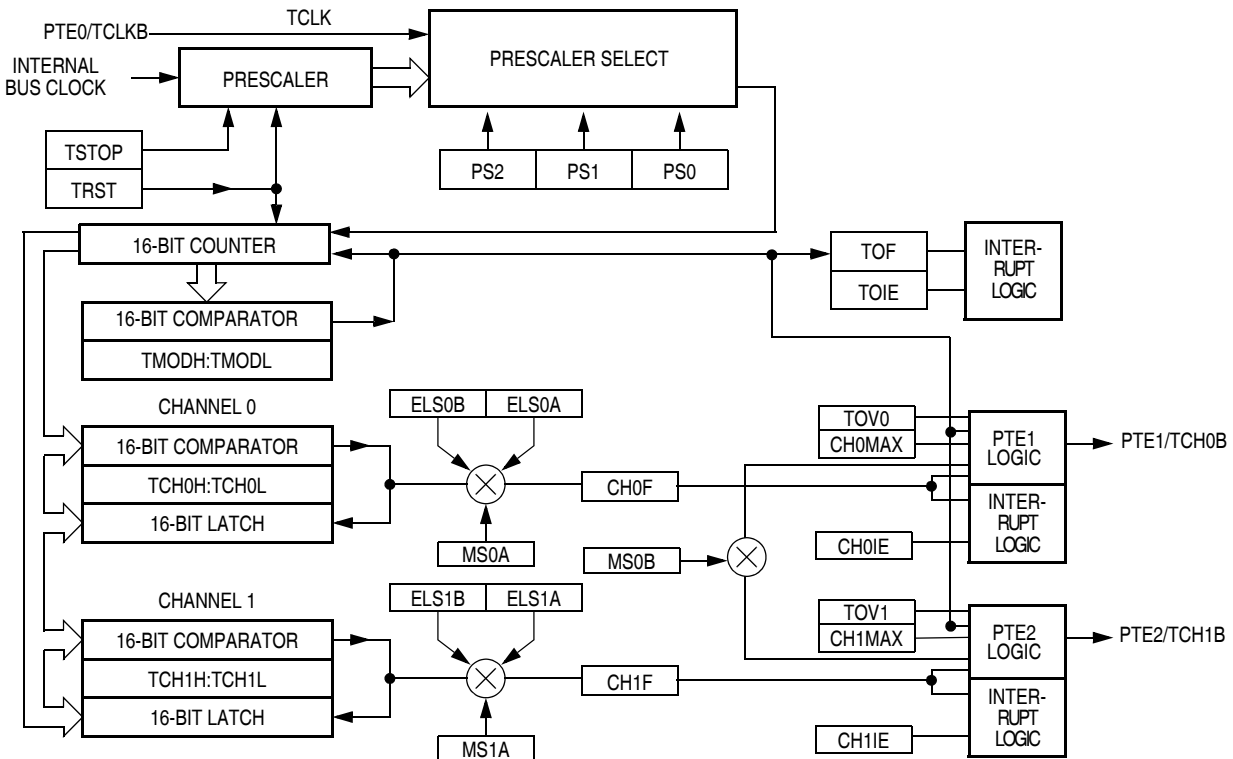 TCLK
PTE0/TCLKB
INTERNAL
BUS CLOCK
PRESCALER
PRESCALER SELECT
TSTOP
TRST
PS2
PS1
PS0
16-BIT COUNTER
TOF
TOIE
INTER-
RUPT
LOGIC
16-BIT COMPARATOR
TMODH:TMODL
CHANNEL 0
ELS0B
ELS0A
16-BIT COMPARATOR
TCH0H:TCH0L
16-BIT LATCH
MS0A
CH0F
MS0B
TOV0
CH0MAX
PTE1
LOGIC
PTE1/TCH0B
INTER-
RUPT
LOGIC
CH0IE
CHANNEL 1
ELS1B
ELS1A
16-BIT COMPARATOR
TCH1H:TCH1L
16-BIT LATCH
MS1A
CH1F
TOV1
CH1MAX
PTE2
LOGIC
PTE2/TCH1B
INTER-
RUPT
LOGIC
CH1IE